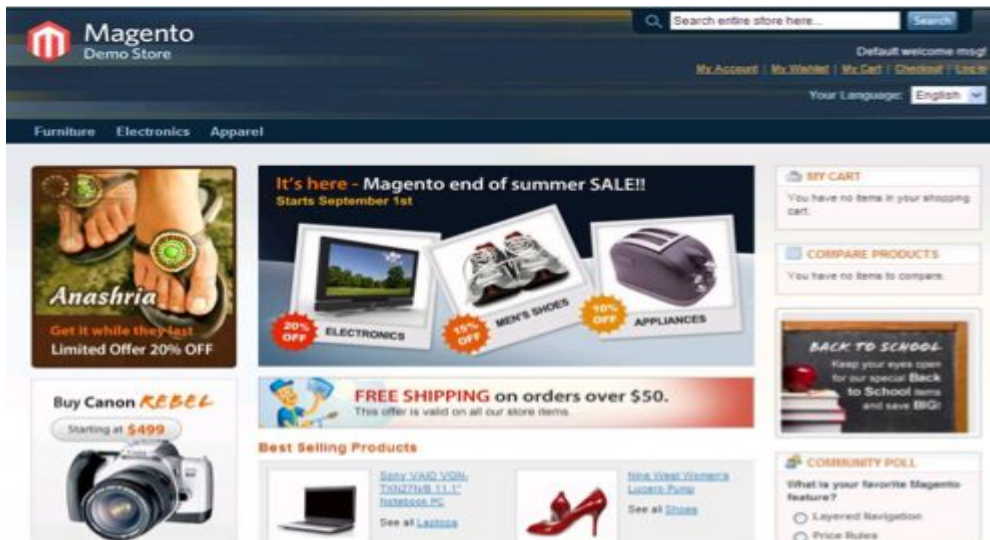 Magento
Demo Store
Search entire store here...
Search
Default welcome msg!
My Account | My Wishlist | My Cart | Checkout | Log In
Your Language: English
Furniture Electronics Apparel
Anashria
Get it while they last
Limited Offer 20% OFF
Buy Canon REBEL
Starting at $499
It's here - Magento end of summer SALE!!
Starts September 1st
20% OFF
ELECTRONICS
15% OFF
MEN'S SHOES
10% OFF
APPLIANCES
FREE SHIPPING on orders over $50.
This offer is valid on all our store items.
Best Selling Products
Sony VAIO VGN-
TXN27N/B 11.1"
Notebook PC
See all Laptops
Nine West Women's
Lucero Pump
See all Shoes
MY CART
You have no items in your shopping
cart.
COMPARE PRODUCTS
You have no items to compare.
BACK TO SCHOOL
Keep your eyes open
for our special Back
to School items
and save BIG!
COMMUNITY POLL
What is your favorite Magento
feature?
Layered Navigation
Price Rules